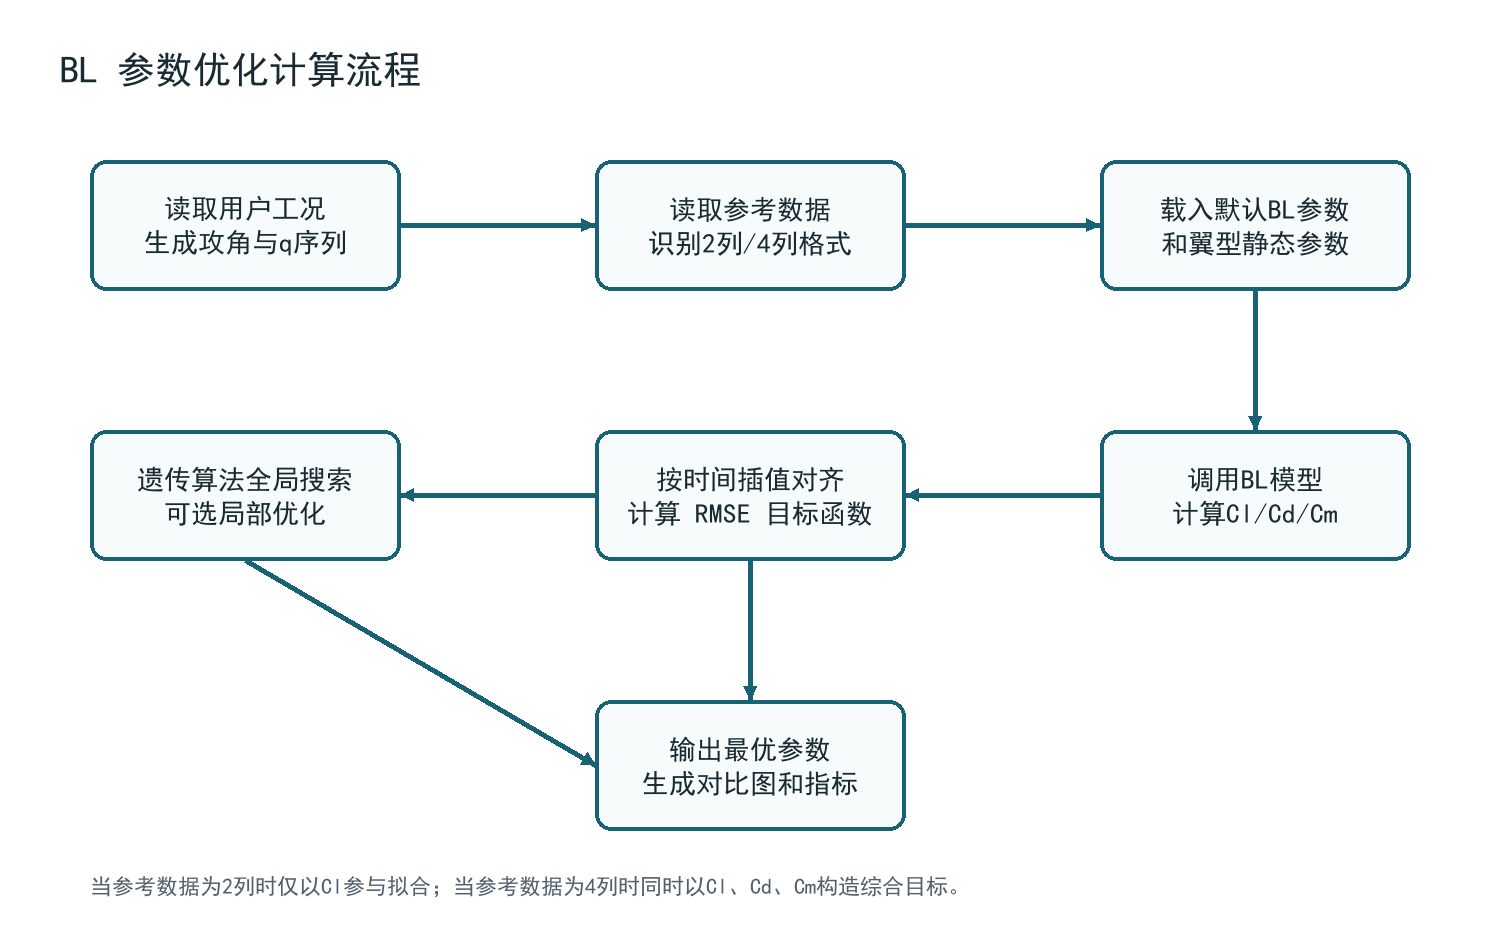 BL 参数优化计算流程
读取用户工况
生成攻角与q序列
读取参考数据
识别2列/4列格式
载入默认BL参数
和翼型静态参数
遗传算法全局搜索
可选局部优化
按时间插值对齐
计算 RMSE 目标函数
调用BL模型
计算Cl/Cd/Cm
输出最优参数
生成对比图和指标
当参考数据为2列时仅以Cl参与拟合；当参考数据为4列时同时以Cl、Cd、Cm构造综合目标。